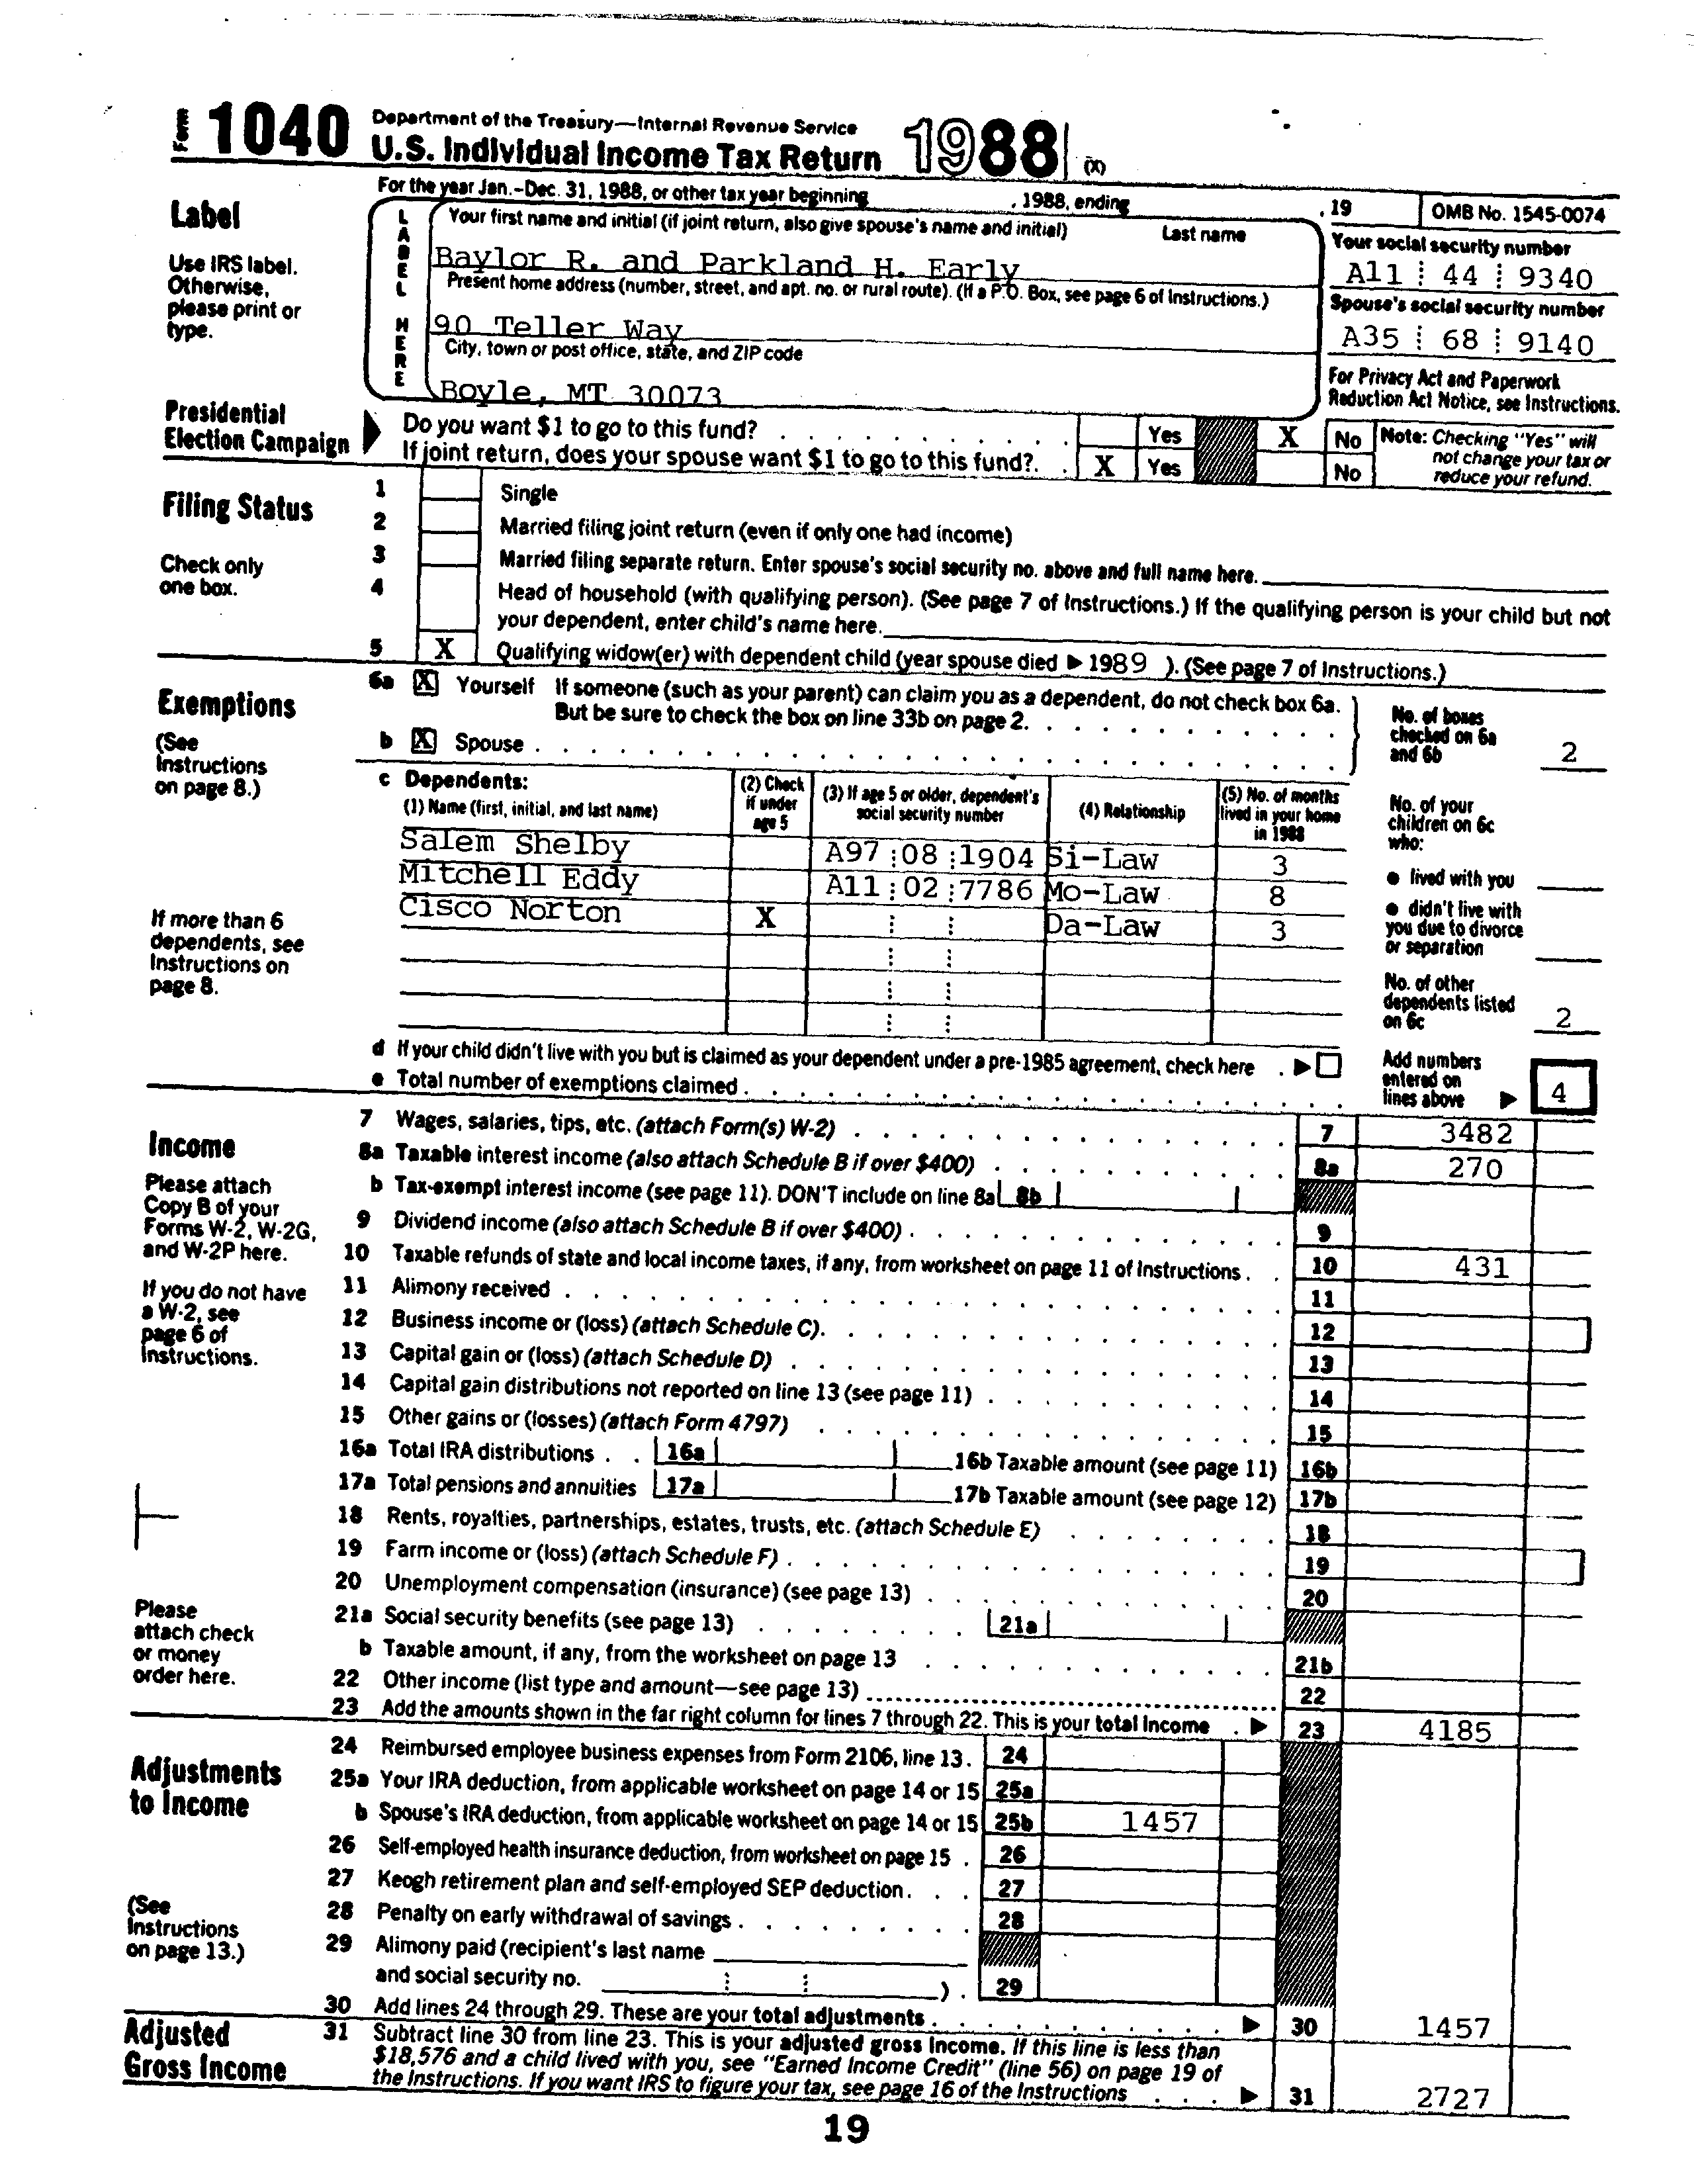 Form 1040 Department of the Treasury—Internal Revenue Service
U.S. Individual Income Tax Return 1988 (X)
For the year Jan.–Dec. 31, 1988, or other tax year beginning , 1988, ending , 19 OMB No. 1545-0074
Label
Use IRS label.
Otherwise,
please print or
type.
LABEL HERE
Your first name and initial (if joint return, also give spouse's name and initial) Last name
Baylor R. and Parkland H. Early
Present home address (number, street, and apt. no. or rural route). (If a P.O. Box, see page 6 of Instructions.)
90 Teller Way
City, town or post office, state, and ZIP code
Boyle, MT 30073
Your social security number
A11 44 9340
Spouse's social security number
A35 68 9140
For Privacy Act and Paperwork
Reduction Act Notice, see Instructions.
Presidential
Election Campaign
Do you want $1 to go to this fund? Yes X No
If joint return, does your spouse want $1 to go to this fund?. X Yes No
Note: Checking "Yes" will
not change your tax or
reduce your refund.
Filing Status
Check only
one box.
1 Single
2 Married filing joint return (even if only one had income)
3 Married filing separate return. Enter spouse's social security no. above and full name here.
4 Head of household (with qualifying person). (See page 7 of Instructions.) If the qualifying person is your child but not
your dependent, enter child's name here.
5 X Qualifying widow(er) with dependent child (year spouse died ▶ 1989 ). (See page 7 of Instructions.)
Exemptions
(See
Instructions
on page 8.)
6a X Yourself If someone (such as your parent) can claim you as a dependent, do not check box 6a.
But be sure to check the box on line 33b on page 2.
b X Spouse
No. of boxes
checked on 6a
and 6b 2
c Dependents:
(1) Name (first, initial, and last name)
(2) Check
if under
age 5
(3) If age 5 or older, dependent's
social security number
(4) Relationship
(5) No. of months
lived in your home
in 1988
Salem Shelby A97 08 1904 Si-Law 3
Mitchell Eddy A11 02 7786 Mo-Law 8
Cisco Norton X Da-Law 3
If more than 6
dependents, see
Instructions on
page 8.
No. of your
children on 6c
who:
● lived with you
● didn't live with
you due to divorce
or separation
No. of other
dependents listed
on 6c 2
d If your child didn't live with you but is claimed as your dependent under a pre-1985 agreement, check here ▶
e Total number of exemptions claimed
Add numbers
entered on
lines above ▶ 4
Income
Please attach
Copy B of your
Forms W-2, W-2G,
and W-2P here.
If you do not have
a W-2, see
page 6 of
Instructions.
Please
attach check
or money
order here.
7 Wages, salaries, tips, etc. (attach Form(s) W-2) 7 3482
8a Taxable interest income (also attach Schedule B if over $400) 8a 270
b Tax-exempt interest income (see page 11). DON'T include on line 8a 8b
9 Dividend income (also attach Schedule B if over $400) 9
10 Taxable refunds of state and local income taxes, if any, from worksheet on page 11 of Instructions. 10 431
11 Alimony received 11
12 Business income or (loss) (attach Schedule C). 12
13 Capital gain or (loss) (attach Schedule D) 13
14 Capital gain distributions not reported on line 13 (see page 11) 14
15 Other gains or (losses) (attach Form 4797) 15
16a Total IRA distributions 16a 16b Taxable amount (see page 11) 16b
17a Total pensions and annuities 17a 17b Taxable amount (see page 12) 17b
18 Rents, royalties, partnerships, estates, trusts, etc. (attach Schedule E) 18
19 Farm income or (loss) (attach Schedule F) 19
20 Unemployment compensation (insurance) (see page 13) 20
21a Social security benefits (see page 13) 21a
b Taxable amount, if any, from the worksheet on page 13 21b
22 Other income (list type and amount—see page 13) 22
23 Add the amounts shown in the far right column for lines 7 through 22. This is your total income ▶ 23 4185
Adjustments
to Income
(See
Instructions
on page 13.)
24 Reimbursed employee business expenses from Form 2106, line 13. 24
25a Your IRA deduction, from applicable worksheet on page 14 or 15 25a
b Spouse's IRA deduction, from applicable worksheet on page 14 or 15 25b 1457
26 Self-employed health insurance deduction, from worksheet on page 15 26
27 Keogh retirement plan and self-employed SEP deduction 27
28 Penalty on early withdrawal of savings 28
29 Alimony paid (recipient's last name
and social security no. ) 29
30 Add lines 24 through 29. These are your total adjustments ▶ 30 1457
Adjusted
Gross Income
31 Subtract line 30 from line 23. This is your adjusted gross income. If this line is less than
$18,576 and a child lived with you, see "Earned Income Credit" (line 56) on page 19 of
the Instructions. If you want IRS to figure your tax, see page 16 of the Instructions ▶ 31 2727
19